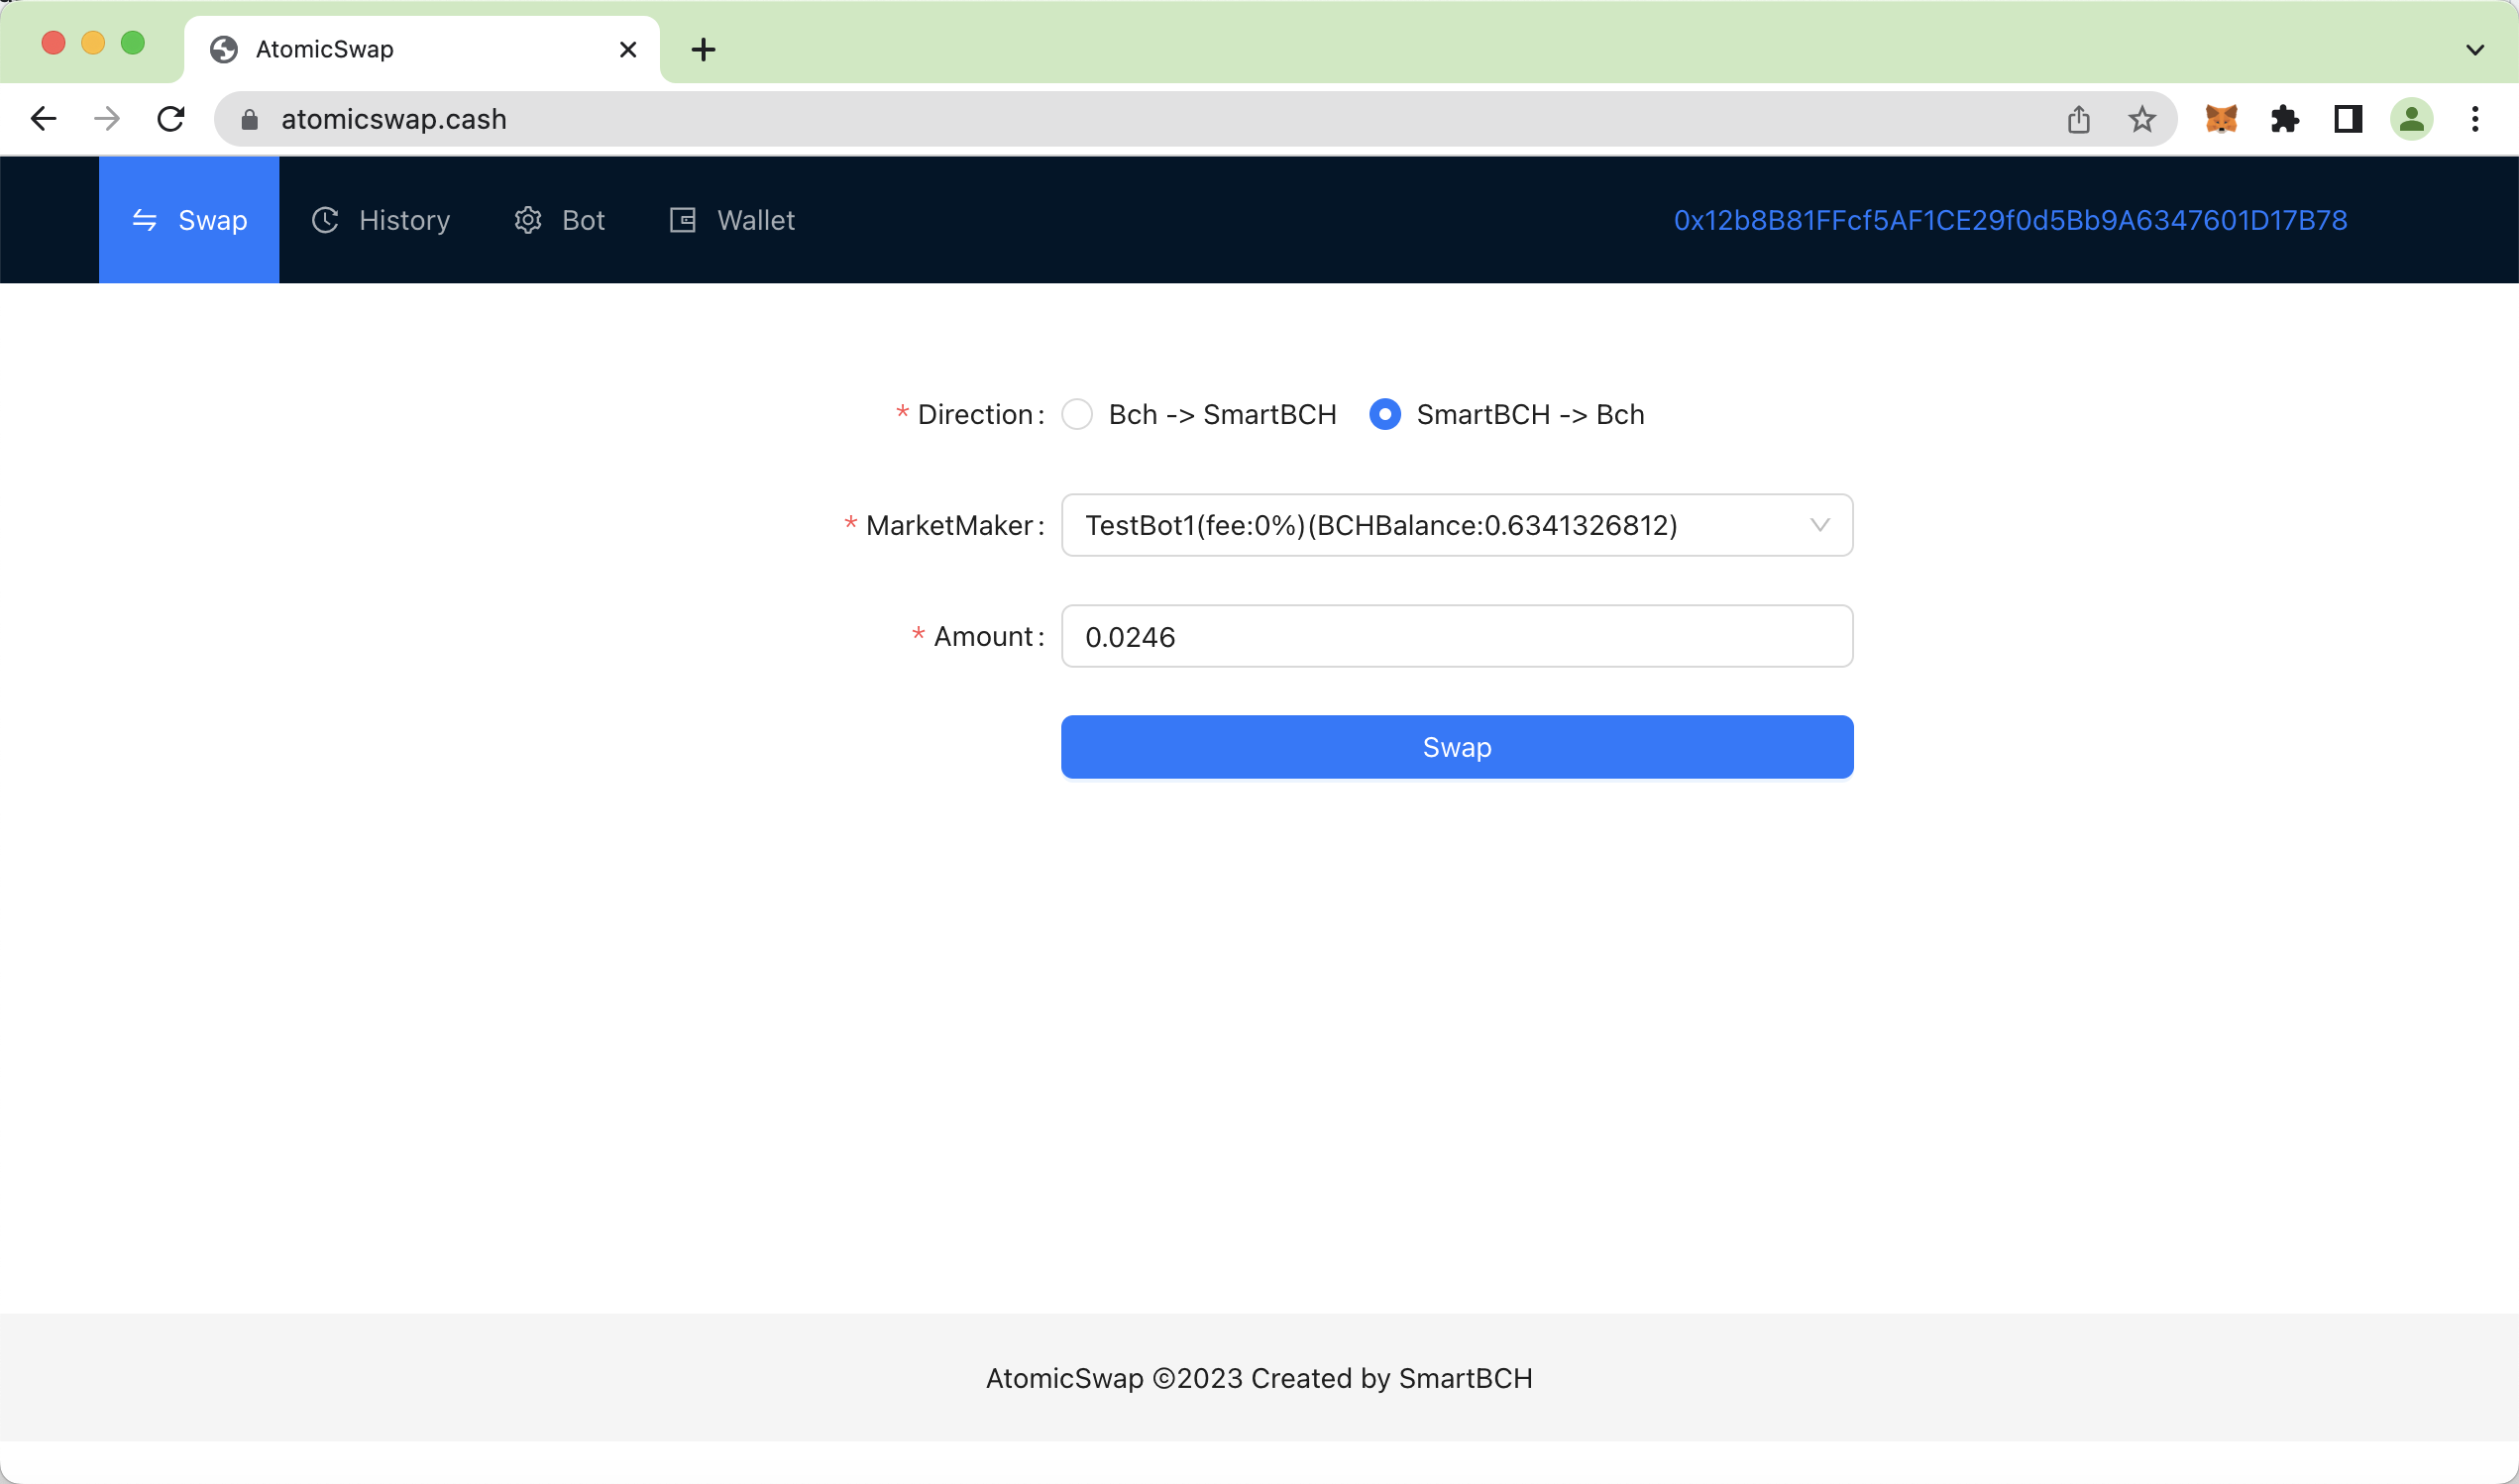 AtomicSwap
atomicswap.cash
Swap History Bot Wallet 0x12b8B81FFcf5AF1CE29f0d5Bb9A6347601D17B78
* Direction: Bch -> SmartBCH SmartBCH -> Bch
* MarketMaker: TestBot1(fee:0%)(BCHBalance:0.6341326812)
* Amount: 0.0246
Swap
AtomicSwap ©2023 Created by SmartBCH